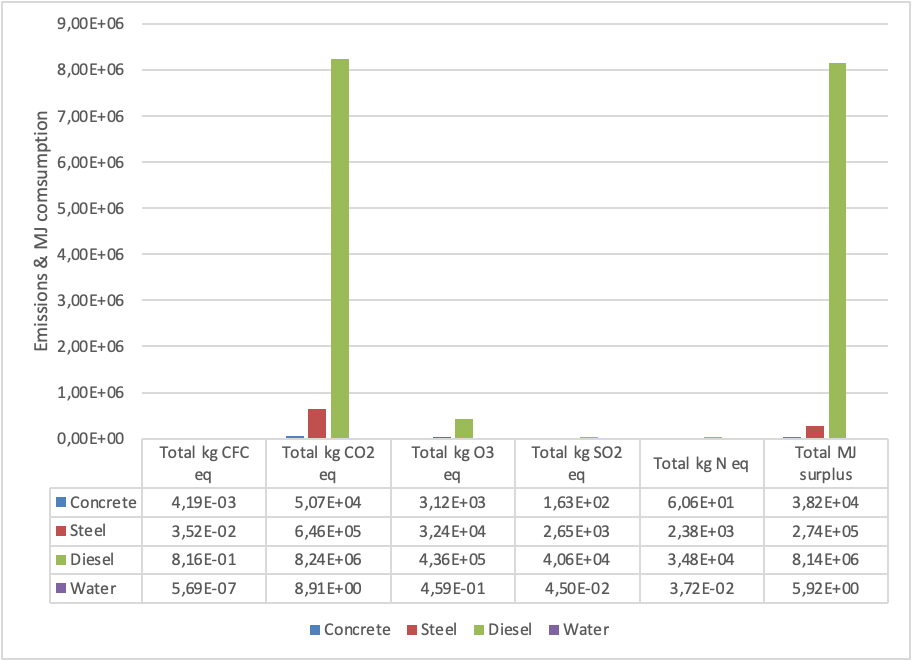 Emissions & MJ comsumption
9,00E+06
8,00E+06
7,00E+06
6,00E+06
5,00E+06
4,00E+06
3,00E+06
2,00E+06
1,00E+06
0,00E+00
Total kg CFC eq Total kg CO2 eq Total kg O3 eq Total kg SO2 eq Total kg N eq Total MJ surplus
Concrete 4,19E-03 5,07E+04 3,12E+03 1,63E+02 6,06E+01 3,82E+04
Steel 3,52E-02 6,46E+05 3,24E+04 2,65E+03 2,38E+03 2,74E+05
Diesel 8,16E-01 8,24E+06 4,36E+05 4,06E+04 3,48E+04 8,14E+06
Water 5,69E-07 8,91E+00 4,59E-01 4,50E-02 3,72E-02 5,92E+00
Concrete Steel Diesel Water